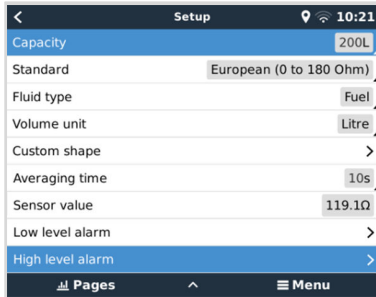 Setup 10:21
Capacity 200L
Standard European (0 to 180 Ohm)
Fluid type Fuel
Volume unit Litre
Custom shape
Averaging time 10s
Sensor value 119.1Ω
Low level alarm
High level alarm
Pages Menu